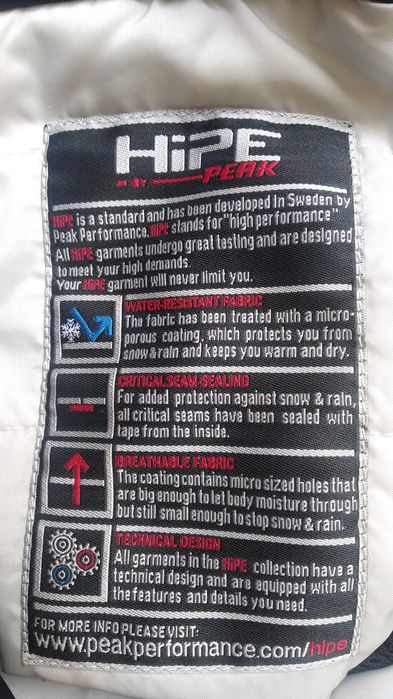 HiPE
BY PEAK
HiPE is a standard and has been developed in Sweden by
Peak Performance. HiPE stands for "high performance"
All HiPE garments undergo great testing and are designed
to meet your high demands.
Your HiPE garment will never limit you.
WATER-RESISTANT FABRIC
The fabric has been treated with a micro-
porous coating, which protects you from
snow & rain and keeps you warm and dry.
CRITICAL SEAM-SEALING
For added protection against snow & rain,
all critical seams have been sealed with
tape from the inside.
BREATHABLE FABRIC
The coating contains micro sized holes that
are big enough to let body moisture through
but still small enough to stop snow & rain.
TECHNICAL DESIGN
All garments in the HiPE collection have a
technical design and are equipped with all
the features and details you need.
FOR MORE INFO PLEASE VISIT:
www.peakperformance.com/hipe